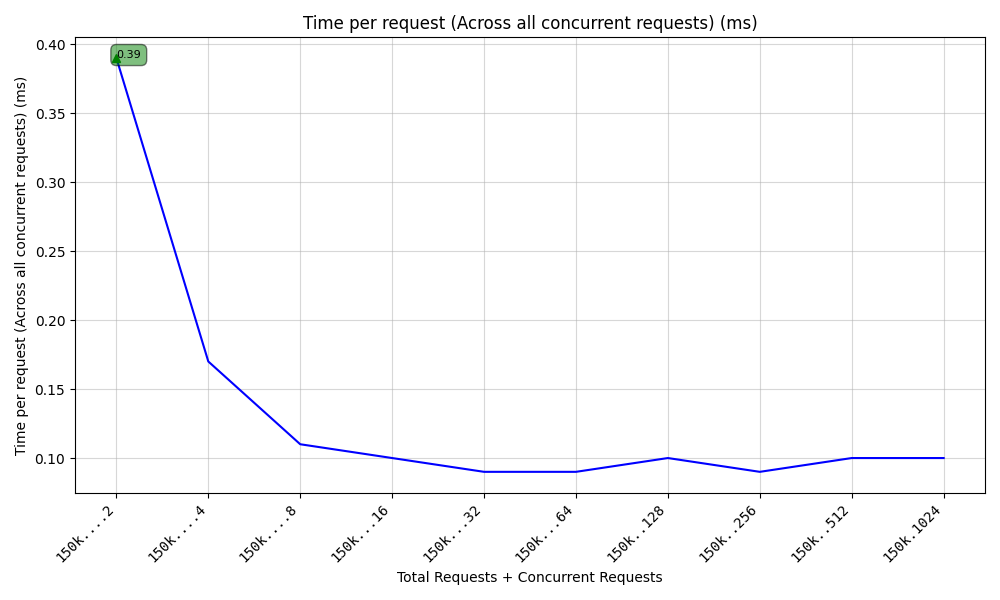 Time per request (Across all concurrent requests) (ms)
Time per request (Across all concurrent requests) (ms)
0.40
0.35
0.30
0.25
0.20
0.15
0.10
0.39
150k....2
150k....4
150k....8
150k...16
150k...32
150k...64
150k..128
150k..256
150k..512
150k.1024
Total Requests + Concurrent Requests